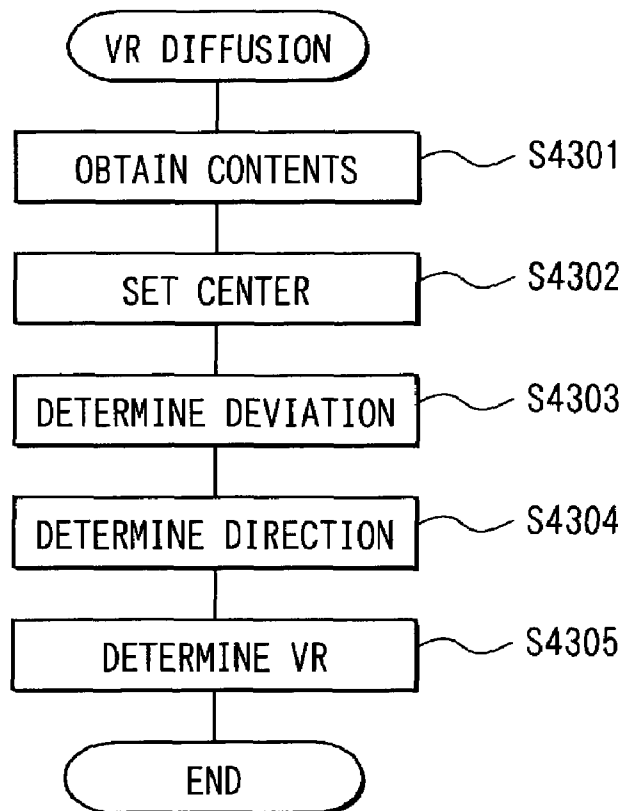 VR DIFFUSION
OBTAIN CONTENTS S4301
SET CENTER S4302
DETERMINE DEVIATION S4303
DETERMINE DIRECTION S4304
DETERMINE VR S4305
END